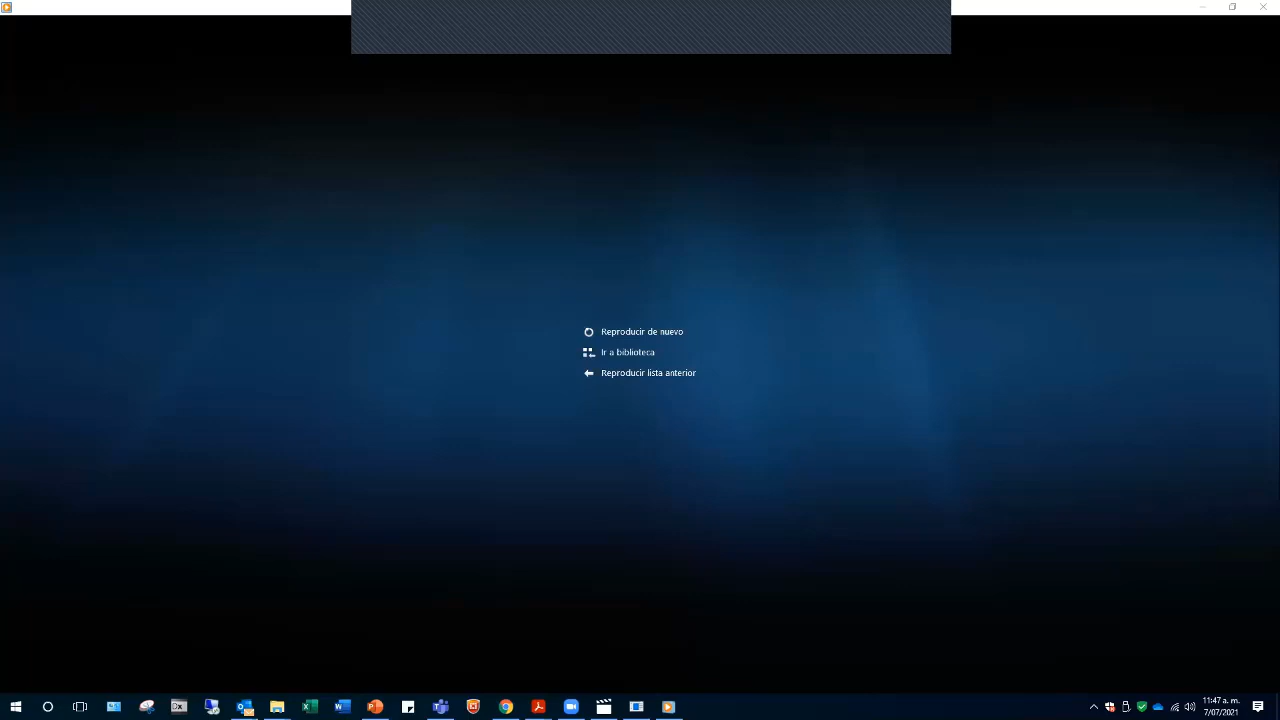 Reproducir de nuevo
Ir a biblioteca
Reproducir lista anterior
11:47 a. m.
7/07/2021